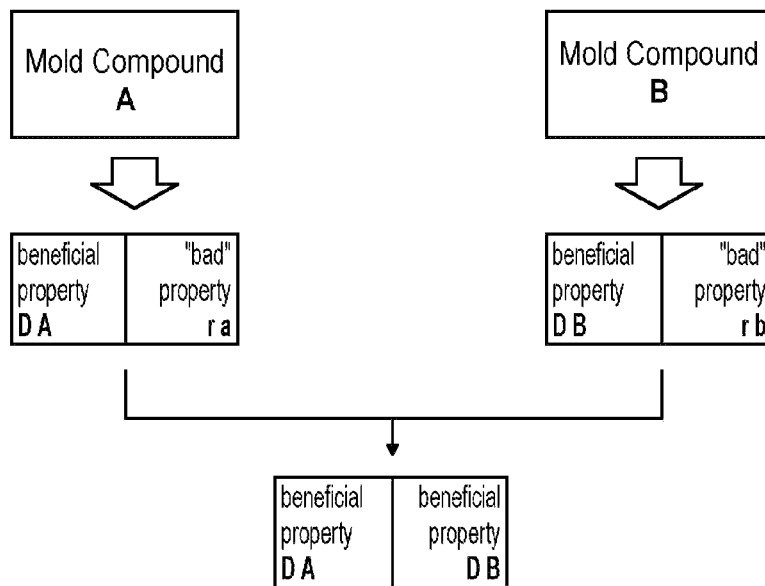 Mold Compound
A
Mold Compound
B
beneficial
property
D A
"bad"
property
r a
beneficial
property
D B
"bad"
property
r b
beneficial
property
D A
beneficial
property
D B